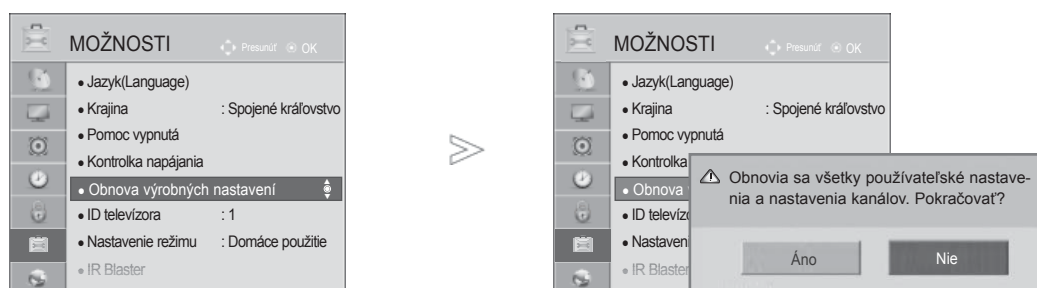 MOŽNOSTI
Presunúť OK
• Jazyk(Language)
• Krajina : Spojené kráľovstvo
• Pomoc vypnutá
• Kontrolka napájania
• Obnova výrobných nastavení
• ID televízora : 1
• Nastavenie režimu : Domáce použitie
• IR Blaster
MOŽNOSTI
Presunúť OK
• Jazyk(Language)
• Krajina : Spojené kráľovstvo
• Pomoc vypnutá
• Kontrolka
• Obnova
• ID televízo
• Nastaven
• IR Blaster
Obnovia sa všetky používateľské nastave-
nia a nastavenia kanálov. Pokračovať?
Áno
Nie